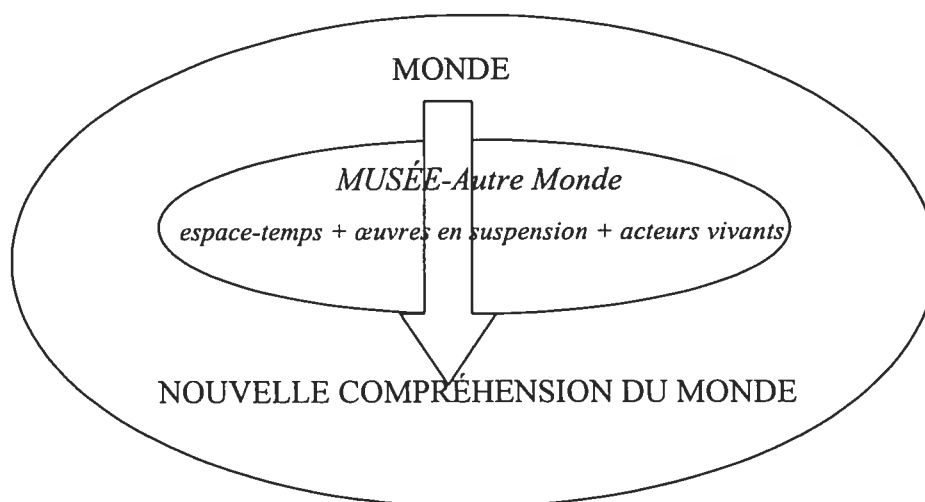 MONDE
MUSÉE-Autre Monde
espace-temps + œuvres en suspension + acteurs vivants
NOUVELLE COMPRÉHENSION DU MONDE